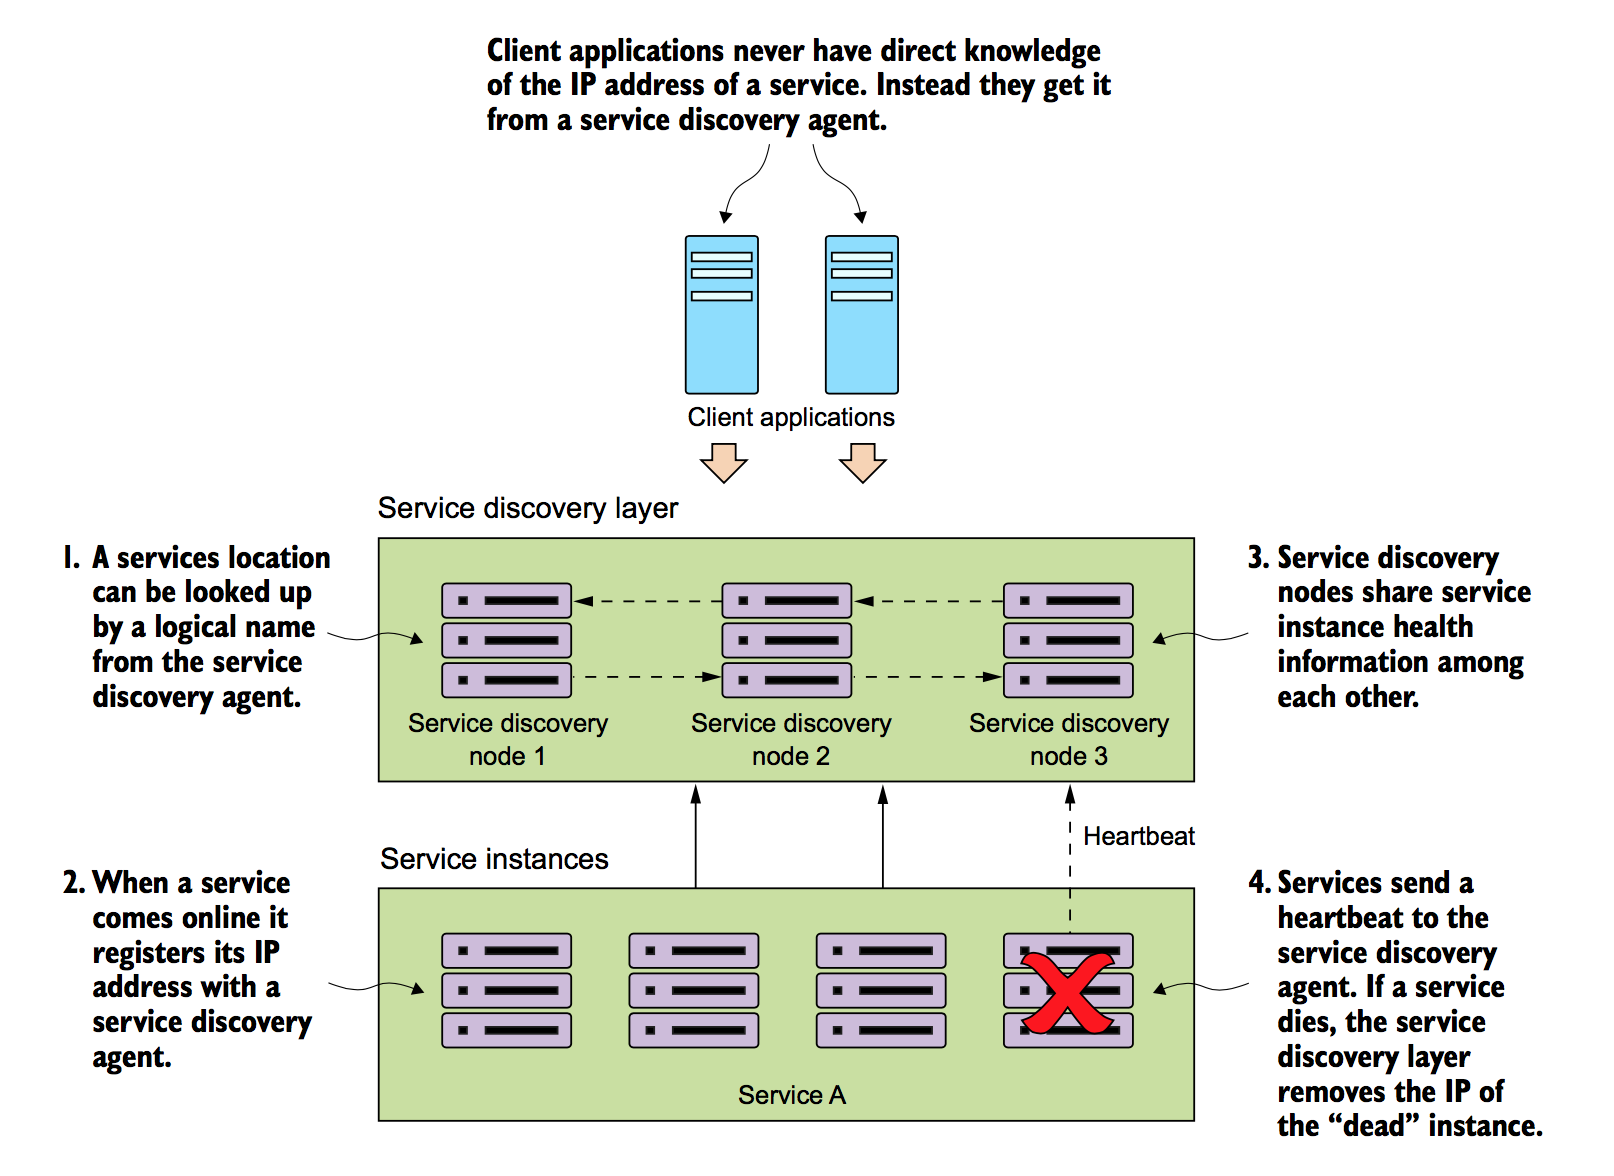 Client applications never have direct knowledge
of the IP address of a service. Instead they get it
from a service discovery agent.
Client applications
Service discovery layer
1. A services location
can be looked up
by a logical name
from the service
discovery agent.
Service discovery
node 1
Service discovery
node 2
Service discovery
node 3
3. Service discovery
nodes share service
instance health
information among
each other.
Heartbeat
Service instances
2. When a service
comes online it
registers its IP
address with a
service discovery
agent.
Service A
4. Services send a
heartbeat to the
service discovery
agent. If a service
dies, the service
discovery layer
removes the IP of
the “dead” instance.